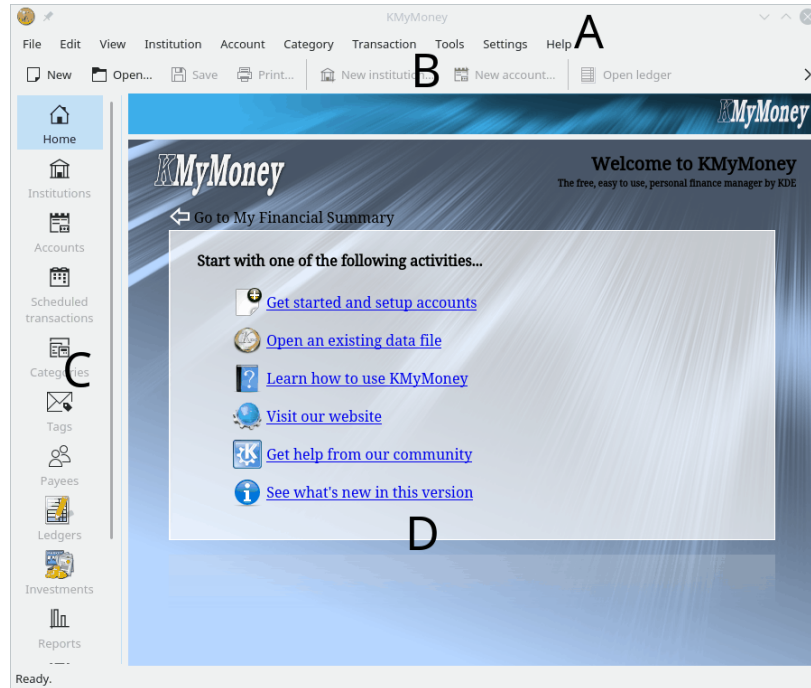 KMyMoney
File Edit View Institution Account Category Transaction Tools Settings Help A
New Open... Save Print... New institution... New account... Open ledger
B
Home
KMyMoney
Institutions
KMyMoney
Welcome to KMyMoney
The free, easy to use, personal finance manager by KDE
Accounts
Go to My Financial Summary
Start with one of the following activities...
Scheduled
transactions
Get started and setup accounts
Open an existing data file
Categories
C
Learn how to use KMyMoney
Tags
Visit our website
Payees
Get help from our community
Ledgers
See what's new in this version
D
Investments
Reports
Ready.